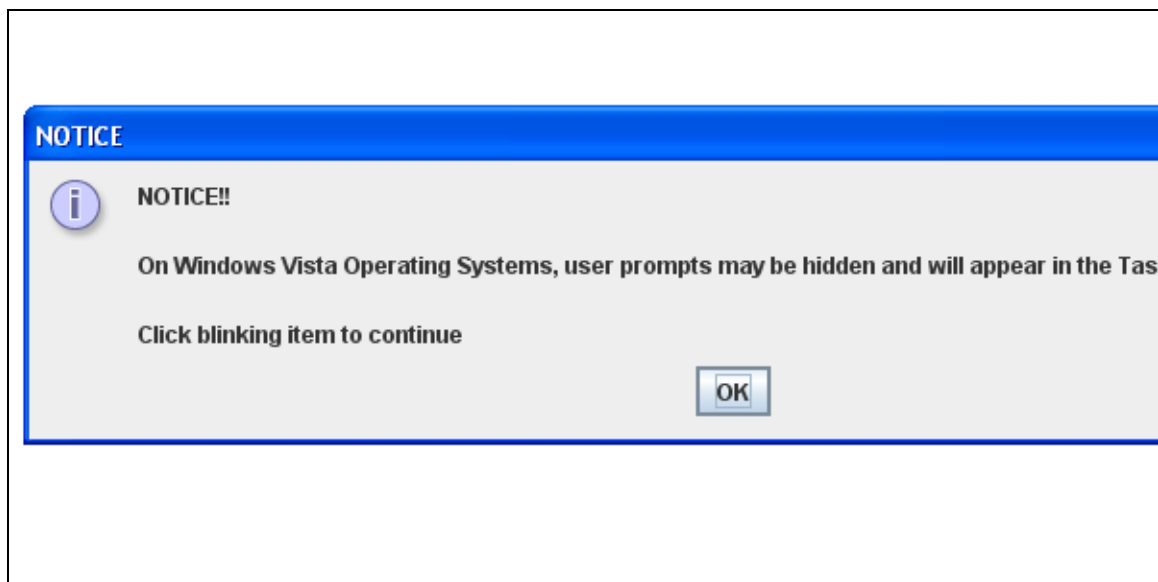 NOTICE
NOTICE!!
On Windows Vista Operating Systems, user prompts may be hidden and will appear in the Tas
Click blinking item to continue
OK